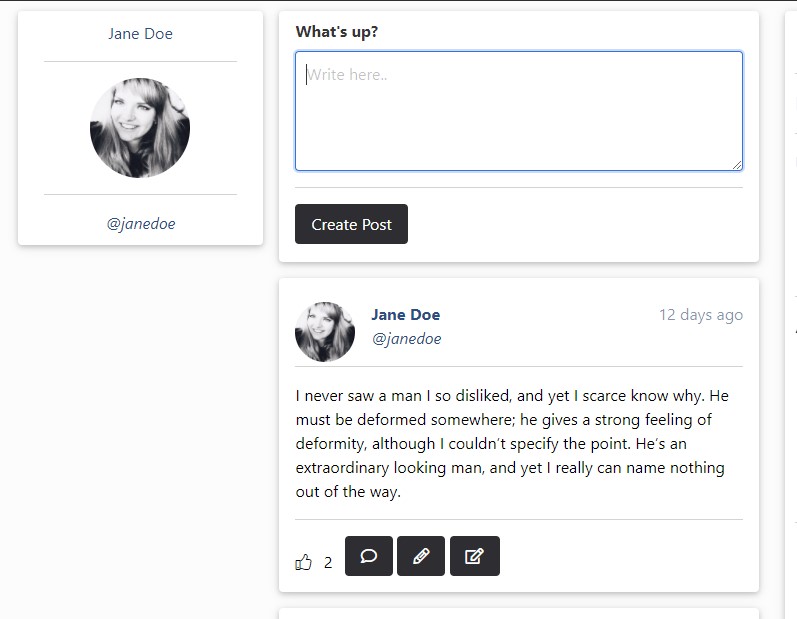 Jane Doe
@janedoe
What's up?
Write here..
Create Post
Jane Doe
12 days ago
@janedoe
I never saw a man I so disliked, and yet I scarce know why. He
must be deformed somewhere; he gives a strong feeling of
deformity, although I couldn't specify the point. He's an
extraordinary looking man, and yet I really can name nothing
out of the way.
2